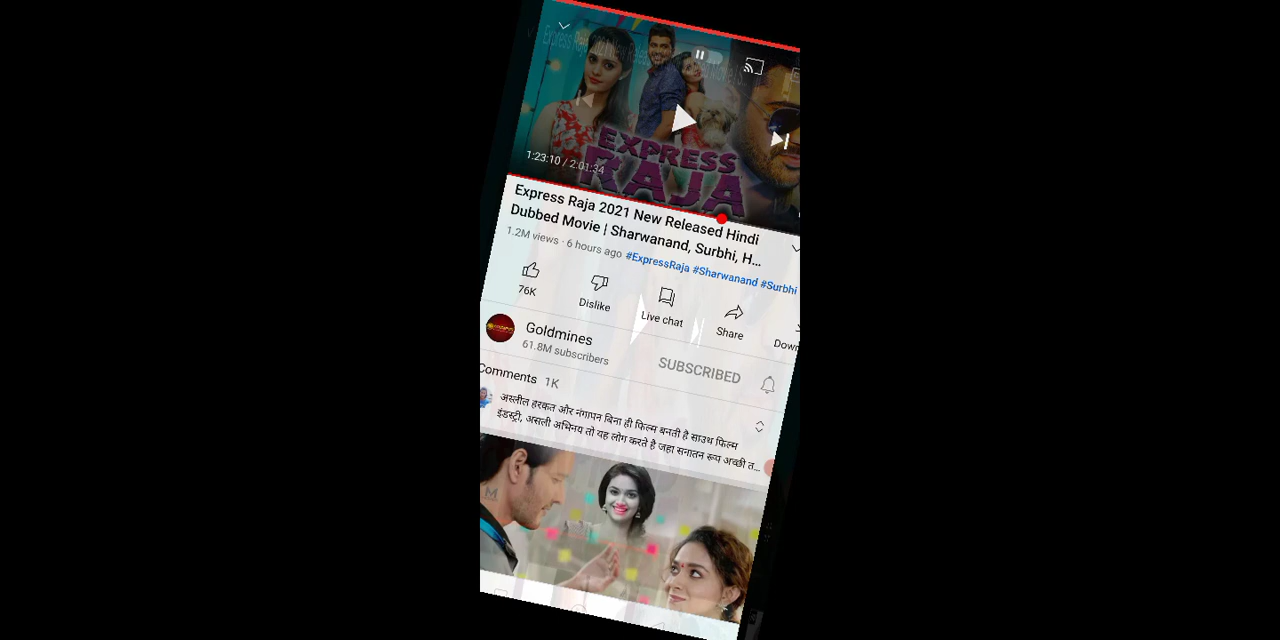 EXPRESS
RAJA
1:23:10 / 2:01:34
Express Raja 2021 New Released Hindi
Dubbed Movie | Sharwanand, Surbhi, H...
1.2M views · 6 hours ago #ExpressRaja #Sharwanand #Surbhi
76K
Dislike
Live chat
Share
Down
Goldmines
61.8M subscribers
SUBSCRIBED
Comments 1K
अस्लील हरकत और नंगापन बिना ही फिल्म बनती है साउथ फिल्म
इंडस्ट्री, असली अभिनय तो यह लोग करते है जहा सनातन रूप अच्छी त...